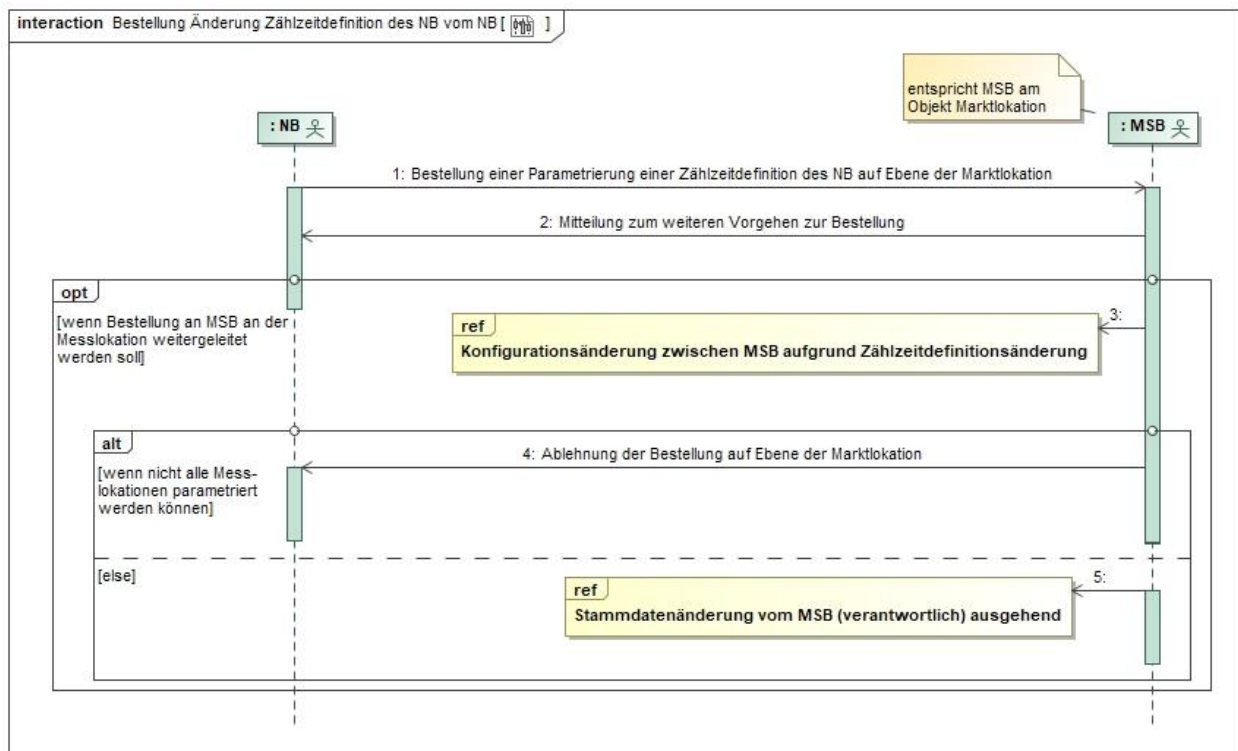 interaction Bestellung Änderung Zählzeitdefinition des NB vom NB [ ]
entspricht MSB am
Objekt Marktlokation
: NB
: MSB
1: Bestellung einer Parametrierung einer Zählzeitdefinition des NB auf Ebene der Marktlokation
2: Mitteilung zum weiteren Vorgehen zur Bestellung
opt
[wenn Bestellung an MSB an der
Messlokation weitergeleitet
werden soll]
3:
ref
Konfigurationsänderung zwischen MSB aufgrund Zählzeitdefinitionsänderung
alt
[wenn nicht alle Mess-
lokationen parametriert
werden können]
4: Ablehnung der Bestellung auf Ebene der Marktlokation
[else]
5:
ref
Stammdatenänderung vom MSB (verantwortlich) ausgehend